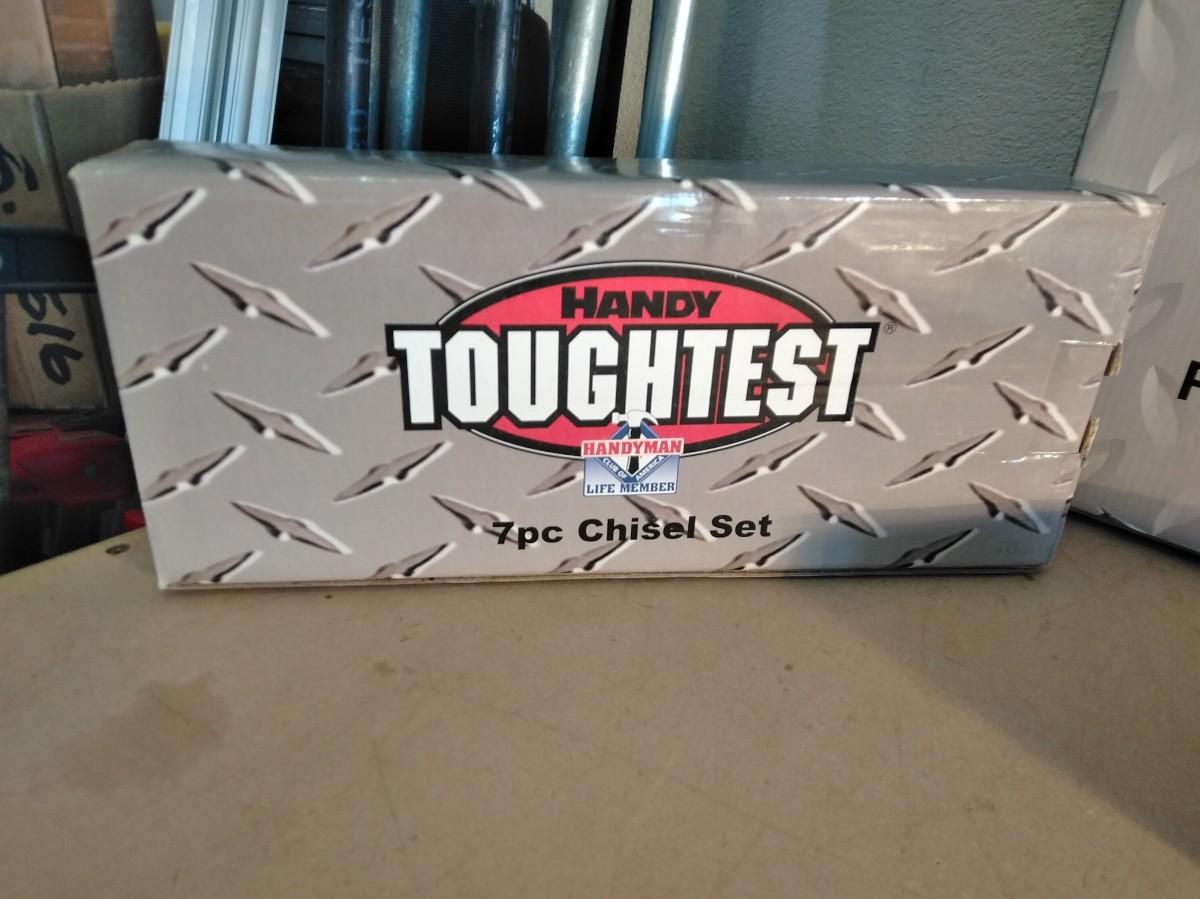 HANDY
TOUGHTEST®
HANDYMAN
CLUB OF AMERICA
LIFE MEMBER
7pc Chisel Set